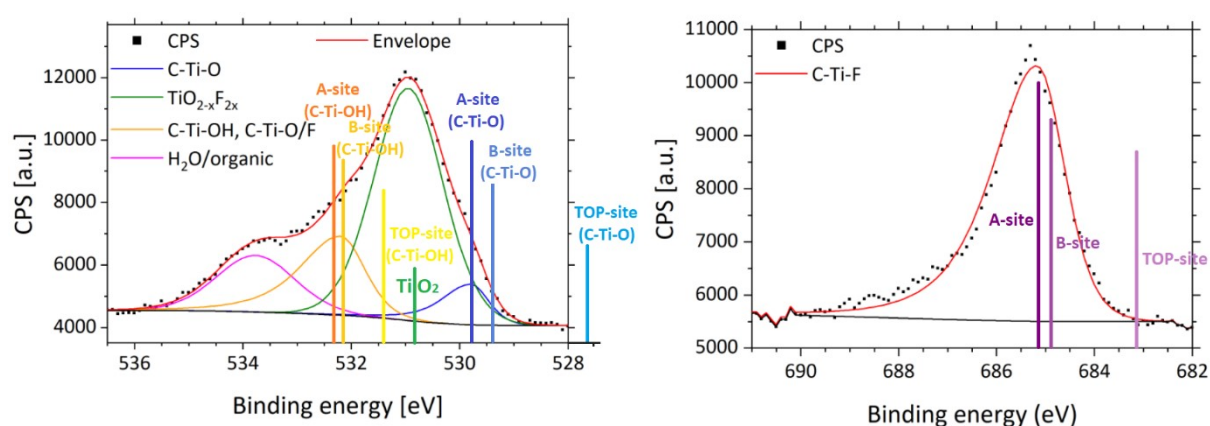 CPS
Envelope
C-Ti-O
TiO2-xF2x
C-Ti-OH, C-Ti-O/F
H2O/organic
A-site
(C-Ti-OH)
B-site
(C-Ti-OH)
TOP-site
(C-Ti-OH)
TiO2
A-site
(C-Ti-O)
B-site
(C-Ti-O)
TOP-site
(C-Ti-O)
CPS [a.u.]
12000
10000
8000
6000
4000
536
534
532
530
528
Binding energy [eV]
CPS
C-Ti-F
A-site
B-site
TOP-site
CPS [a.u.]
11000
10000
9000
8000
7000
6000
5000
690
688
686
684
682
Binding energy (eV)